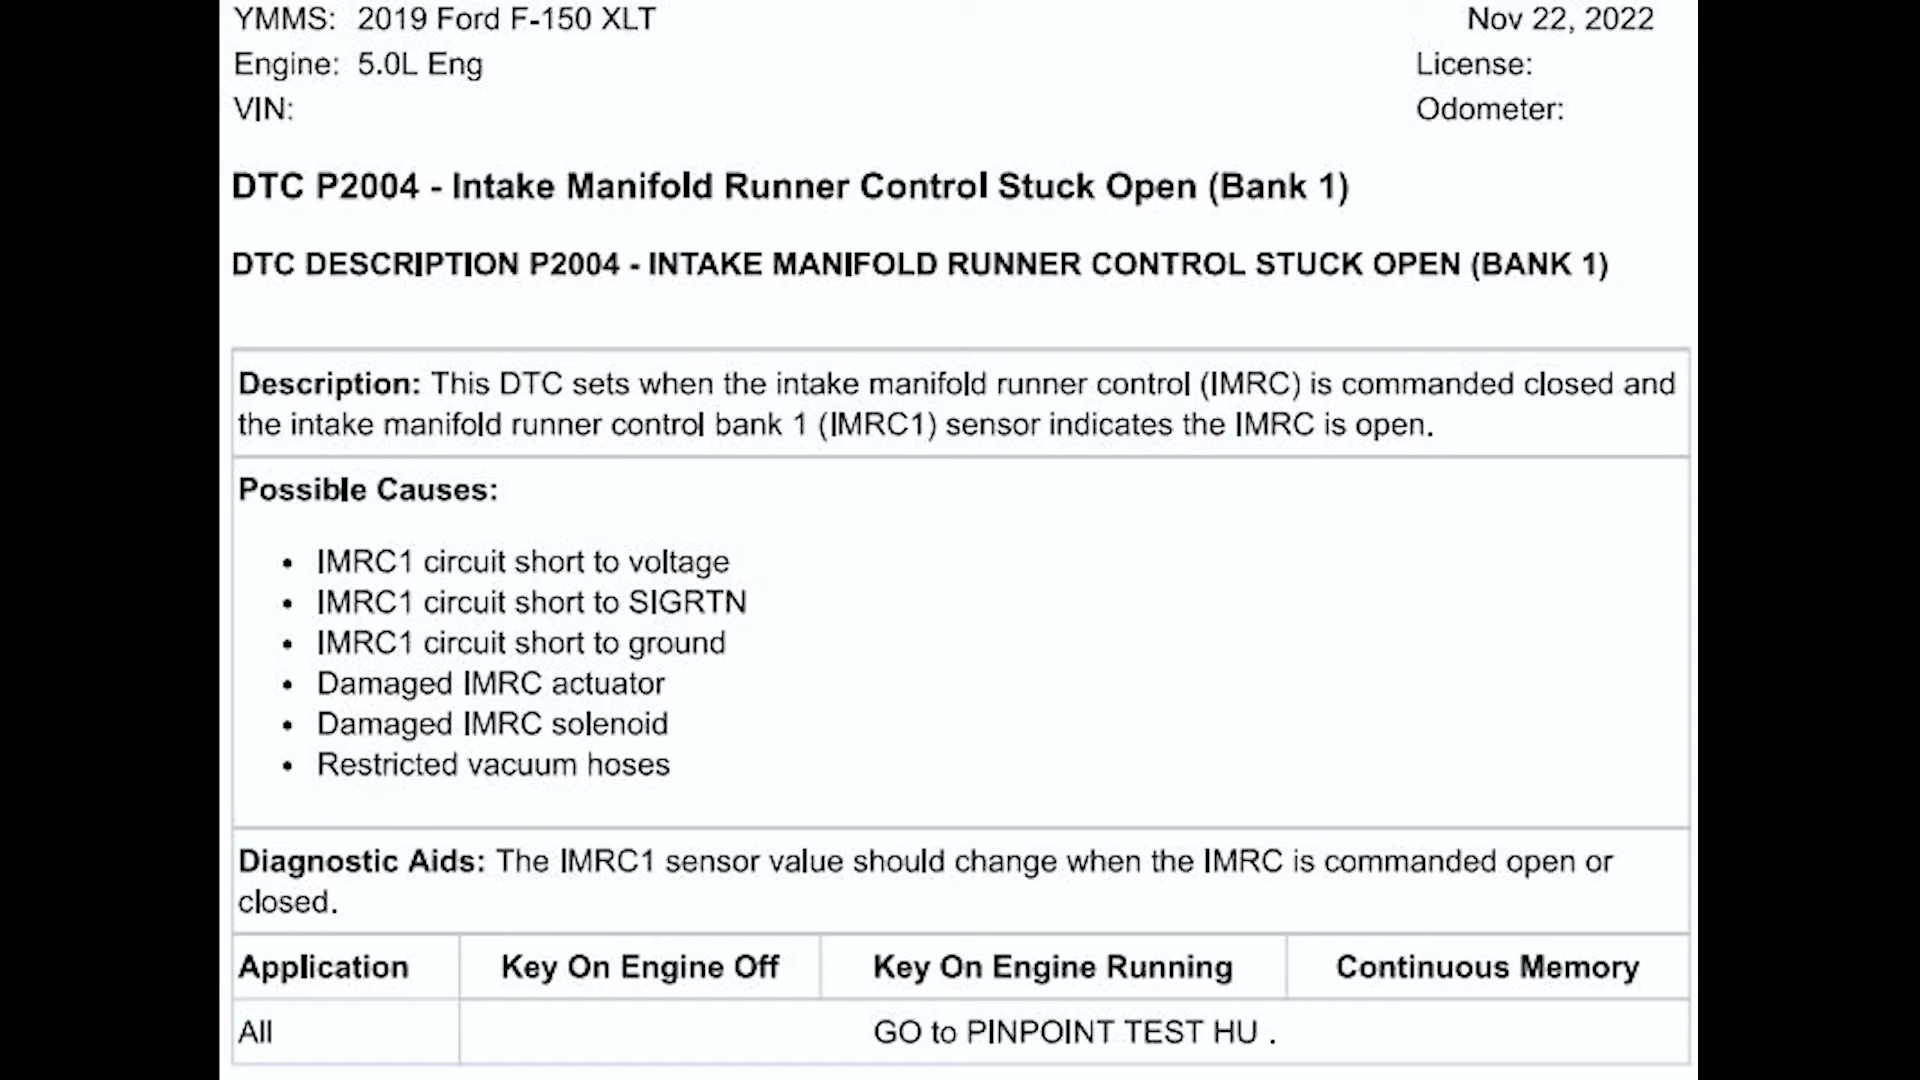 YMMS: 2019 Ford F-150 XLT
Nov 22, 2022
Engine: 5.0L Eng
License:
VIN:
Odometer:
DTC P2004 - Intake Manifold Runner Control Stuck Open (Bank 1)
DTC DESCRIPTION P2004 - INTAKE MANIFOLD RUNNER CONTROL STUCK OPEN (BANK 1)
Description: This DTC sets when the intake manifold runner control (IMRC) is commanded closed and
the intake manifold runner control bank 1 (IMRC1) sensor indicates the IMRC is open.
Possible Causes:
• IMRC1 circuit short to voltage
• IMRC1 circuit short to SIGRTN
• IMRC1 circuit short to ground
• Damaged IMRC actuator
• Damaged IMRC solenoid
• Restricted vacuum hoses
Diagnostic Aids: The IMRC1 sensor value should change when the IMRC is commanded open or
closed.
Application Key On Engine Off Key On Engine Running Continuous Memory
All GO to PINPOINT TEST HU .